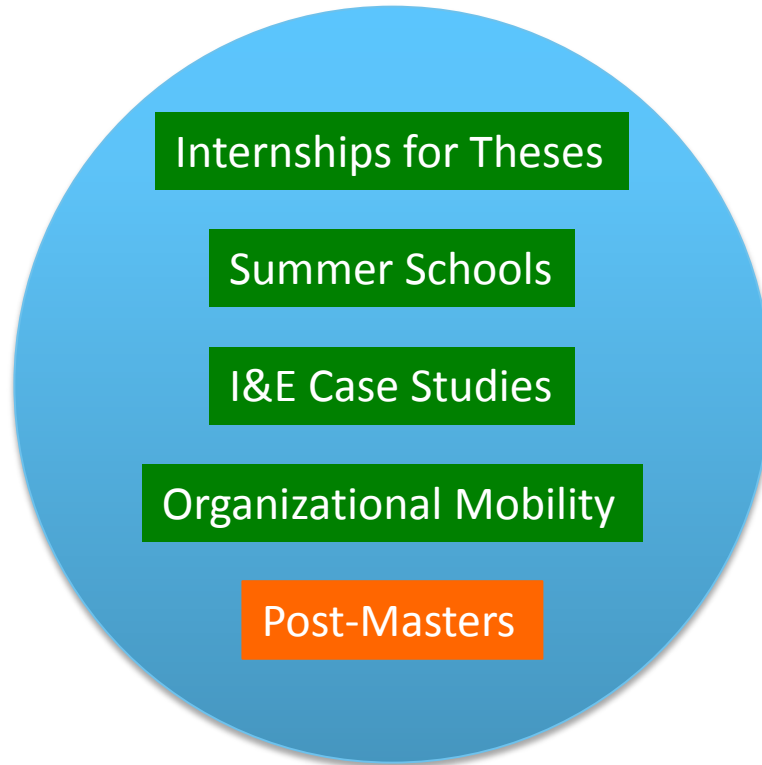 Internships for Theses
Summer Schools
I&E Case Studies
Organizational Mobility
Post-Masters